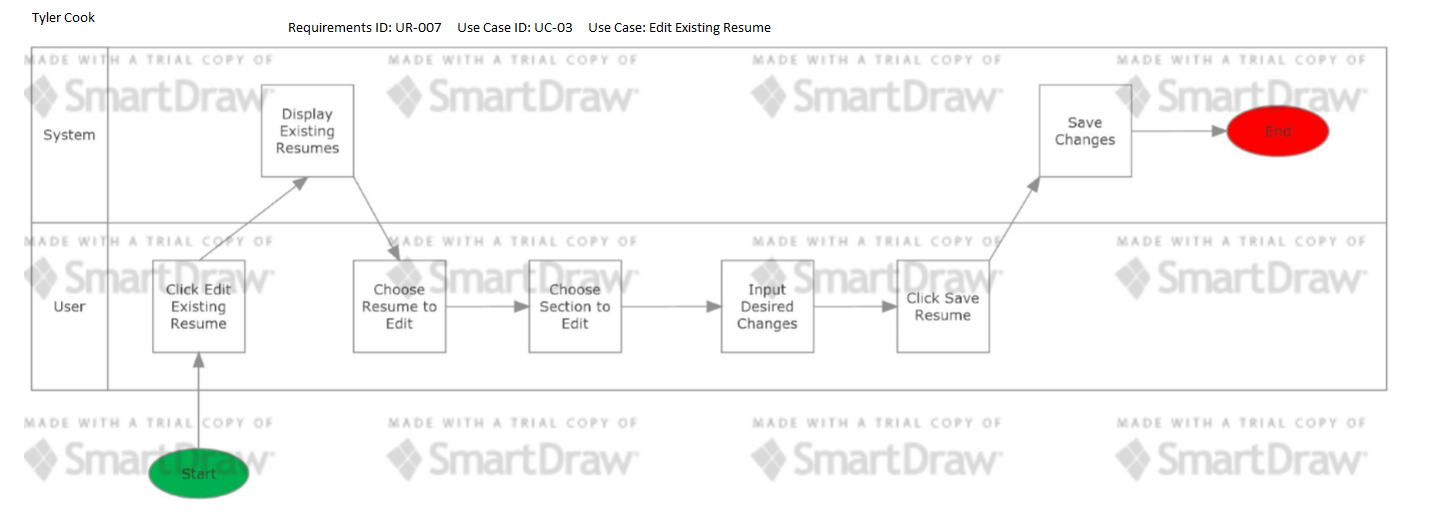 Tyler Cook
Requirements ID: UR-007 Use Case ID: UC-03 Use Case: Edit Existing Resume
MADE WITH A TRIAL COPY OF MADE WITH A TRIAL COPY OF MADE WITH A TRIAL COPY OF MADE WITH A TRIAL COPY OF
SmartDraw SmartDraw SmartDraw SmartDraw
System
Display
Existing
Resumes
Save
Changes
End
MADE WITH A TRIAL COPY OF MADE WITH A TRIAL COPY OF MADE WITH A TRIAL COPY OF MADE WITH A TRIAL COPY OF
SmartDraw SmartDraw SmartDraw SmartDraw
User
Click Edit
Existing
Resume
Choose
Resume to
Edit
Choose
Section to
Edit
Input
Desired
Changes
Click Save
Resume
MADE WITH A TRIAL COPY OF MADE WITH A TRIAL COPY OF MADE WITH A TRIAL COPY OF MADE WITH A TRIAL COPY OF
SmartDraw SmartDraw SmartDraw SmartDraw
Start